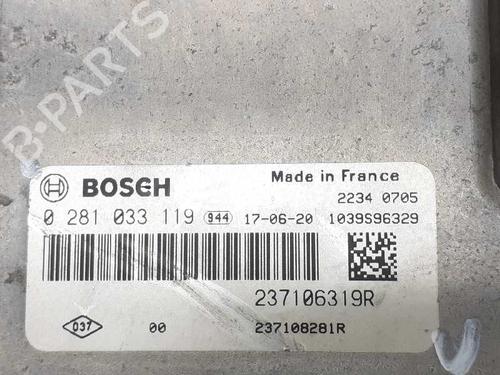 B-PARTS
BOSCH
Made in France
2234 0705
0 281 033 119 944 17-06-20 1039S96329
237106319R
037 00 237108281R